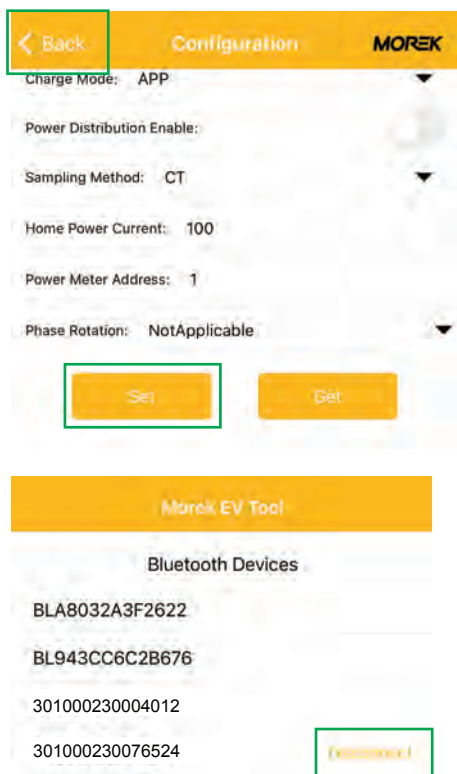 Back Configuration MOREK
Charge Mode: APP
Power Distribution Enable:
Sampling Method: CT
Home Power Current: 100
Power Meter Address: 1
Phase Rotation: NotApplicable
Set Get
Morek EV Tool
Bluetooth Devices
BLA8032A3F2622
BL943CC6C2B676
301000230004012
301000230076524 Disconnect